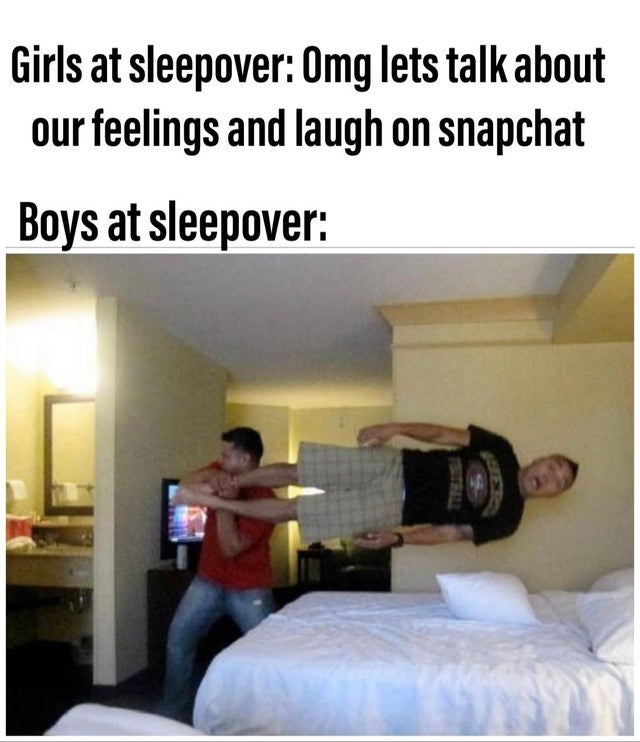 Girls at sleepover: Omg lets talk about
our feelings and laugh on snapchat
Boys at sleepover: